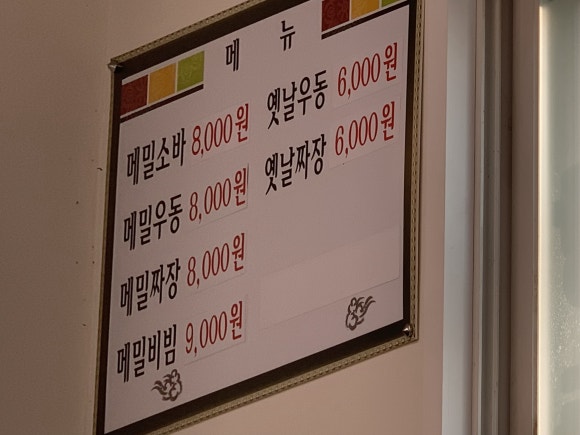 메 뉴
메밀소바 8,000원
메밀우동 8,000원
메밀짜장 8,000원
메밀비빔 9,000원
옛날우동 6,000원
옛날짜장 6,000원